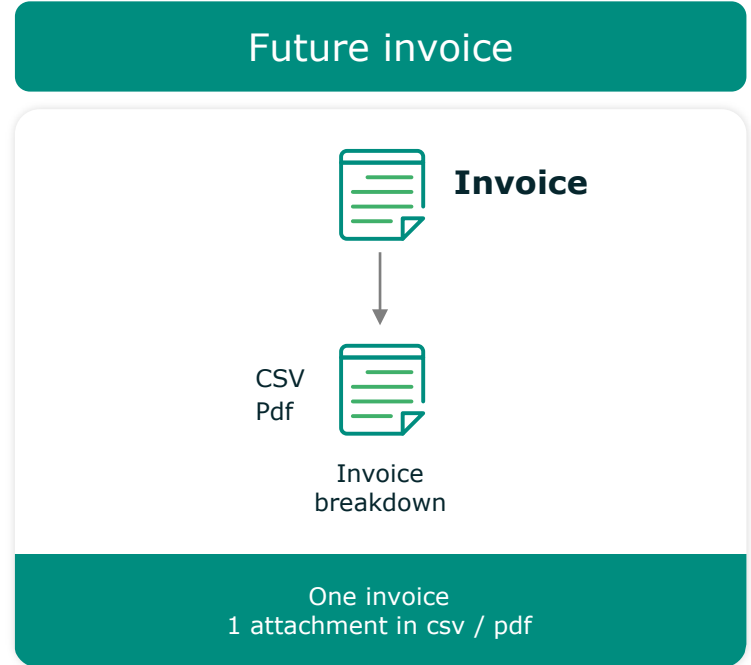 Future invoice
Invoice
CSV
Pdf
Invoice
breakdown
One invoice
1 attachment in csv / pdf